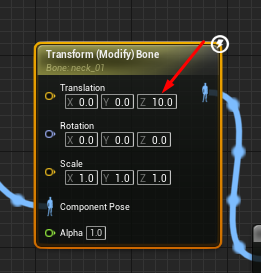 Transform (Modify) Bone
Bone: neck_01
Translation
X 0.0 Y 0.0 Z 10.0
Rotation
X 0.0 Y 0.0 Z 0.0
Scale
X 1.0 Y 1.0 Z 1.0
Component Pose
Alpha 1.0